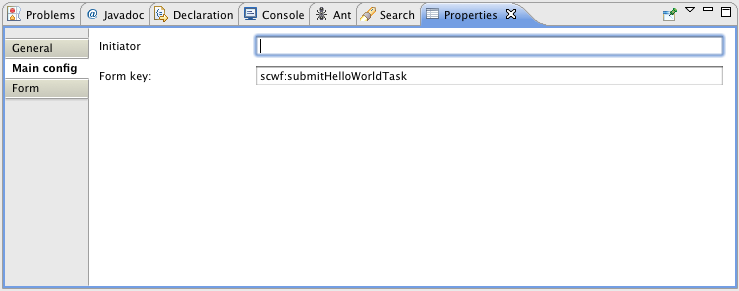 Problems @ Javadoc Declaration Console Ant Search Properties
General
Main config
Form
Initiator
Form key: scwf:submitHelloWorldTask